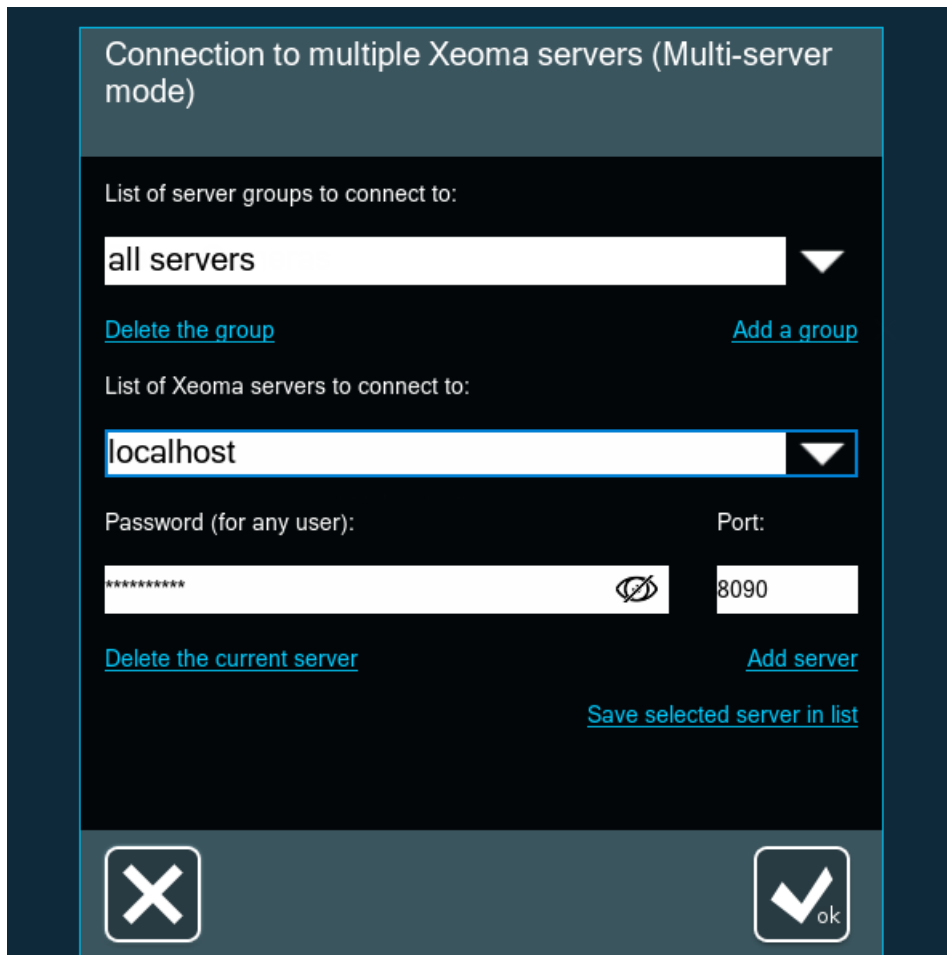 Connection to multiple Xeoma servers (Multi-server
mode)
List of server groups to connect to:
all servers
Delete the group
Add a group
List of Xeoma servers to connect to:
localhost
Password (for any user):
Port:
**********
8090
Delete the current server
Add server
Save selected server in list
ok